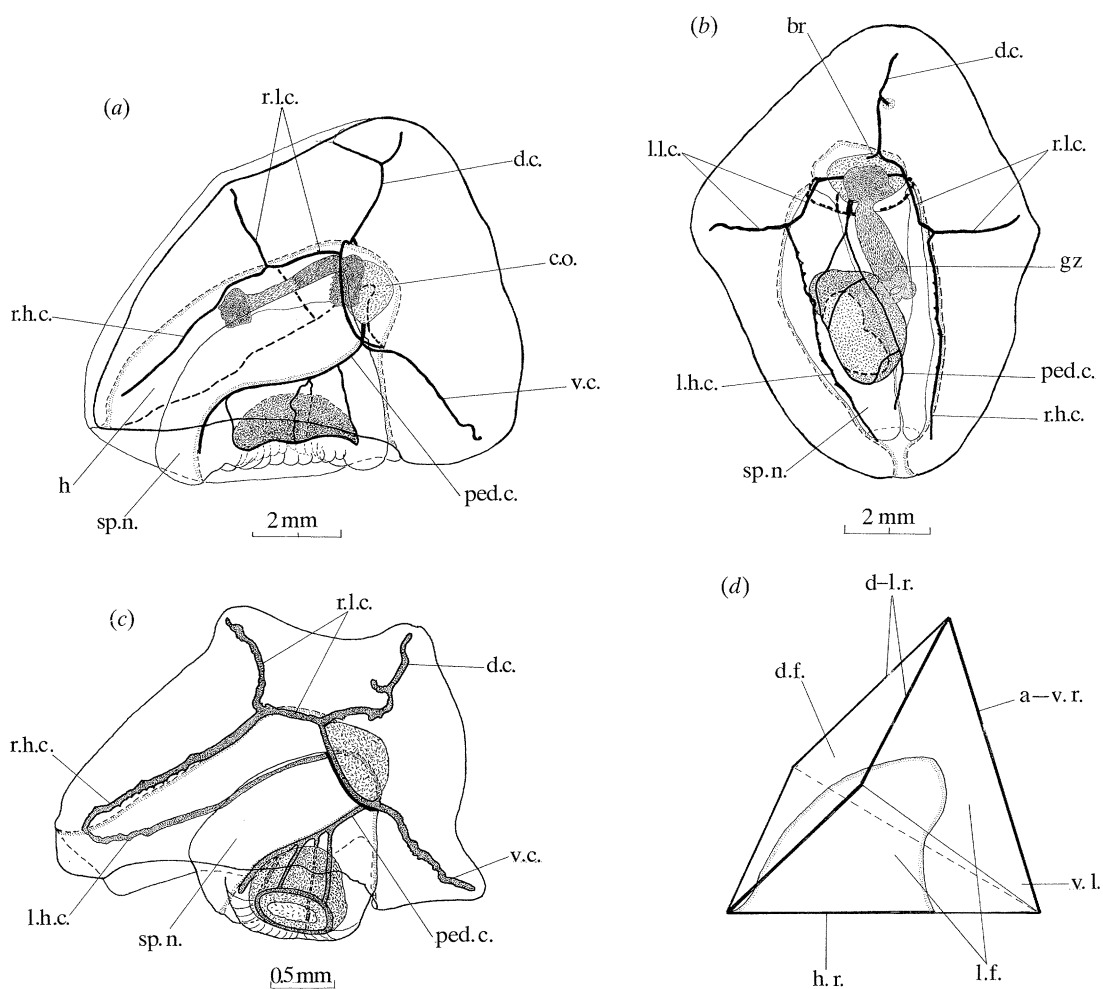 (a)
r.l.c.
d.c.
c.o.
r.h.c.
v.c.
h
sp.n.
ped.c.
2 mm
(b)
br
d.c.
l.l.c.
r.l.c.
gz
l.h.c.
ped.c.
r.h.c.
sp.n.
2 mm
(c)
r.l.c.
d.c.
r.h.c.
v.c.
l.h.c.
sp.n.
ped.c.
0.5 mm
(d)
d–l.r.
d.f.
a–v.r.
v.l.
l.f.
h.r.